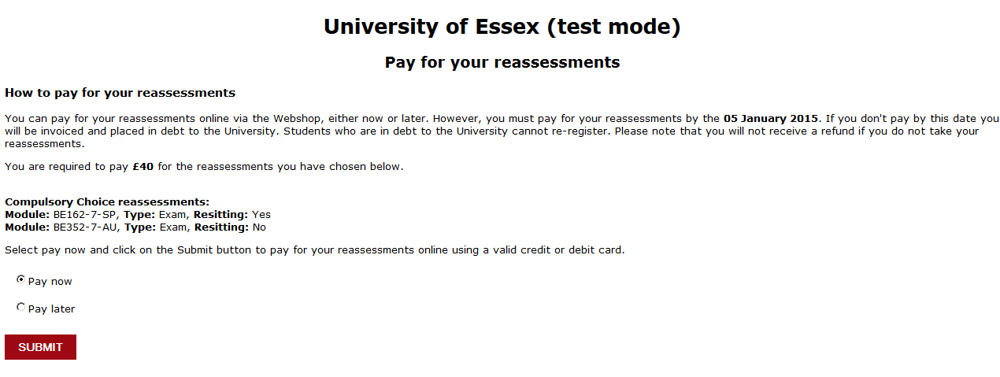 University of Essex (test mode)
Pay for your reassessments
How to pay for your reassessments
You can pay for your reassessments online via the Webshop, either now or later. However, you must pay for your reassessments by the 05 January 2015. If you don't pay by this date you
will be invoiced and placed in debt to the University. Students who are in debt to the University cannot re-register. Please note that you will not receive a refund if you do not take your
reassessments.
You are required to pay £40 for the reassessments you have chosen below.
Compulsory Choice reassessments:
Module: BE162-7-SP, Type: Exam, Resitting: Yes
Module: BE352-7-AU, Type: Exam, Resitting: No
Select pay now and click on the Submit button to pay for your reassessments online using a valid credit or debit card.
Pay now
Pay later
SUBMIT